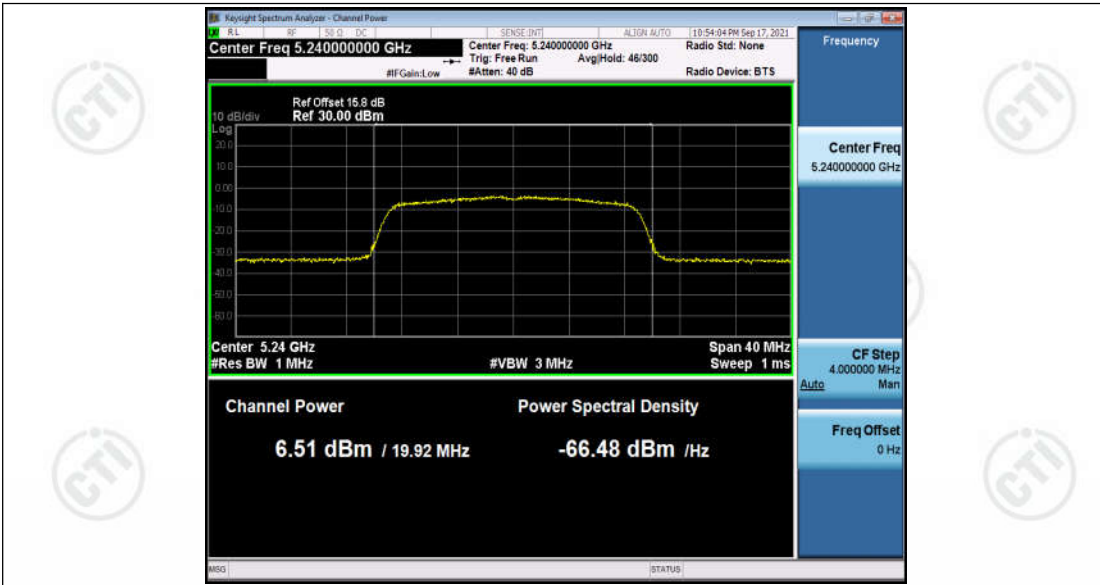 Keysight Spectrum Analyzer - Channel Power
RL RF 50 Ω DC SENSE:INT ALIGN AUTO 10:54:04 PM Sep 17, 2021
Center Freq 5.240000000 GHz
Center Freq: 5.240000000 GHz Radio Std: None
Trig: Free Run Avg|Hold: 46/300
#IFGain:Low #Atten: 40 dB Radio Device: BTS
Frequency
Ref Offset 15.8 dB
10 dB/div Ref 30.00 dBm
Log
20.0
10.0
0.00
-10.0
-20.0
-30.0
-40.0
-50.0
-60.0
Center 5.24 GHz Span 40 MHz
#Res BW 1 MHz #VBW 3 MHz Sweep 1 ms
Channel Power Power Spectral Density
6.51 dBm / 19.92 MHz -66.48 dBm /Hz
Center Freq
5.240000000 GHz
CF Step
4.000000 MHz
Auto Man
Freq Offset
0 Hz
MSG STATUS
CTI
CTI
CTI
CTI